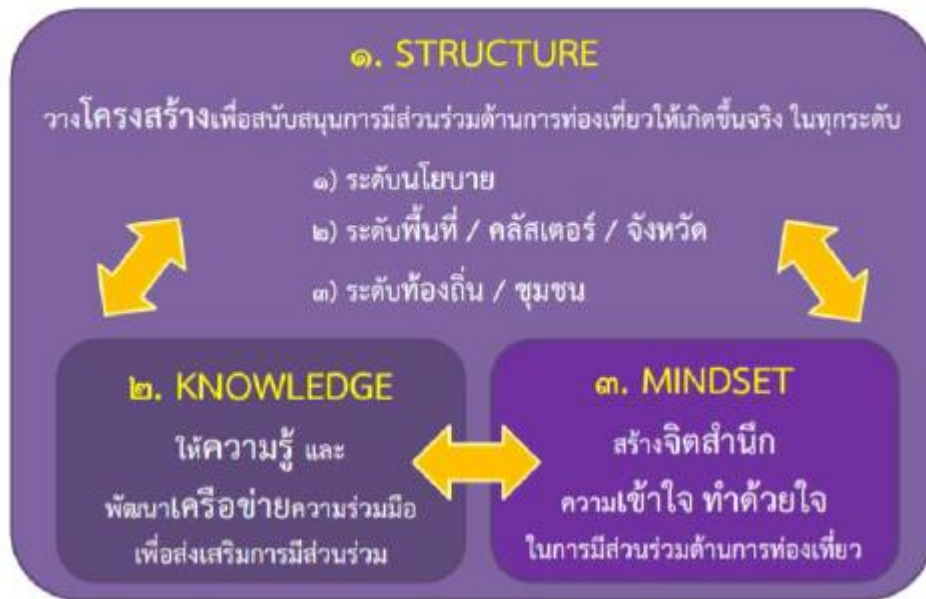 ๑. STRUCTURE
วางโครงสร้างเพื่อสนับสนุนการมีส่วนร่วมด้านการท่องเที่ยวให้เกิดขึ้นจริง ในทุกระดับ
๑) ระดับนโยบาย
๒) ระดับพื้นที่ / คลัสเตอร์ / จังหวัด
๓) ระดับท้องถิ่น / ชุมชน
๒. KNOWLEDGE
ให้ความรู้ และ
พัฒนาเครือข่ายความร่วมมือ
เพื่อส่งเสริมการมีส่วนร่วม
๓. MINDSET
สร้างจิตสำนึก
ความเข้าใจ ทำด้วยใจ
ในการมีส่วนร่วมด้านการท่องเที่ยว